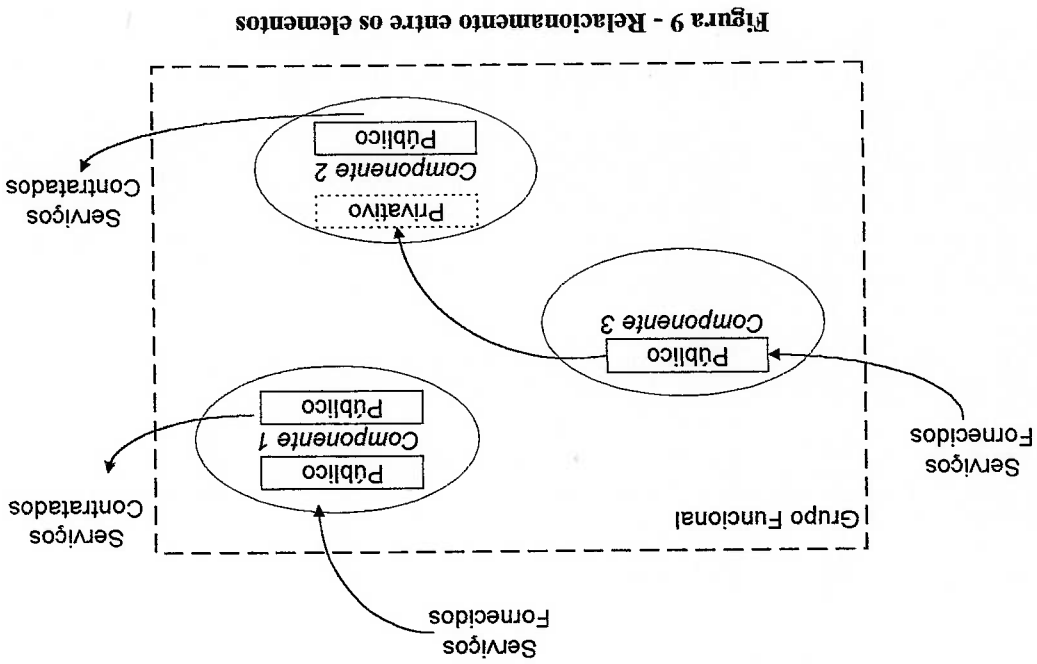 Serviços
Fornecidos
Grupo Funcional
Serviços
Contratados
Público
Componente 1
Público
Serviços
Fornecidos
Público
Componente 3
Privativo
Componente 2
Público
Serviços
Contratados
Figura 9 - Relacionamento entre os elementos